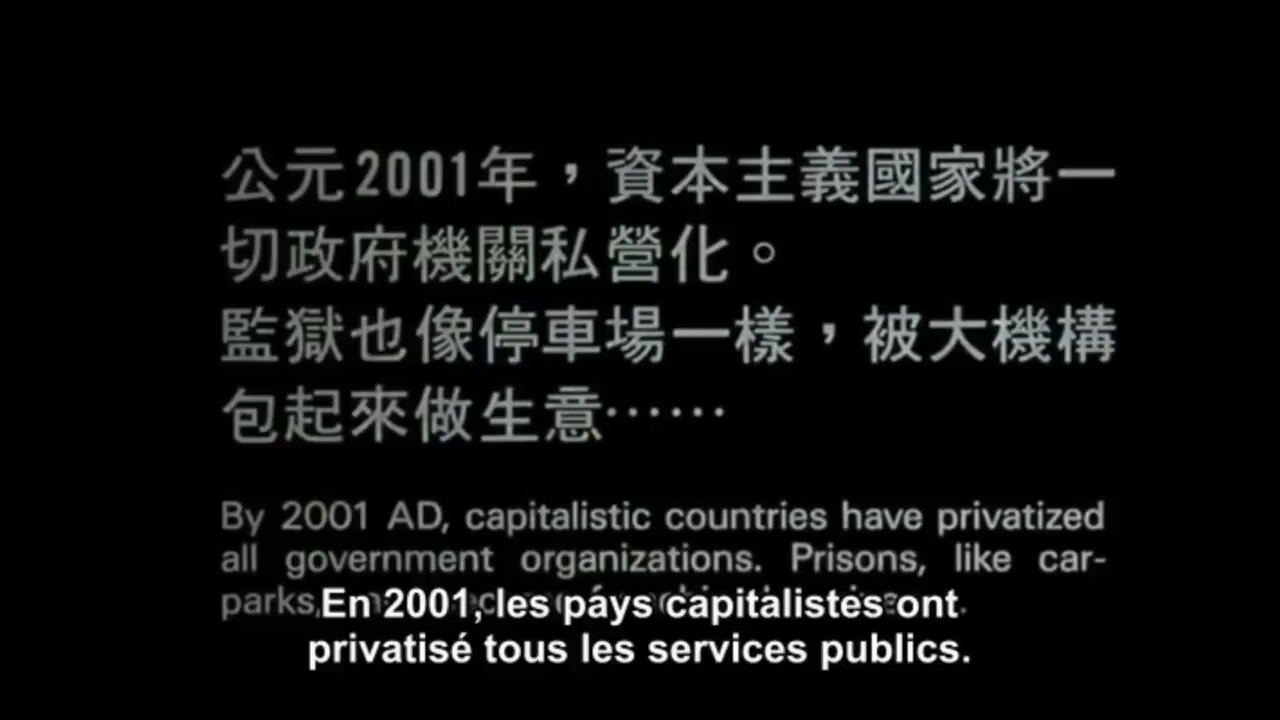 公元2001年，資本主義國家將一
切政府機關私營化。
監獄也像停車場一樣，被大機構
包起來做生意……
By 2001 AD, capitalistic countries have privatized
all government organizations. Prisons, like car-
parks,
En 2001, les pays capitalistes ont
privatisé tous les services publics.